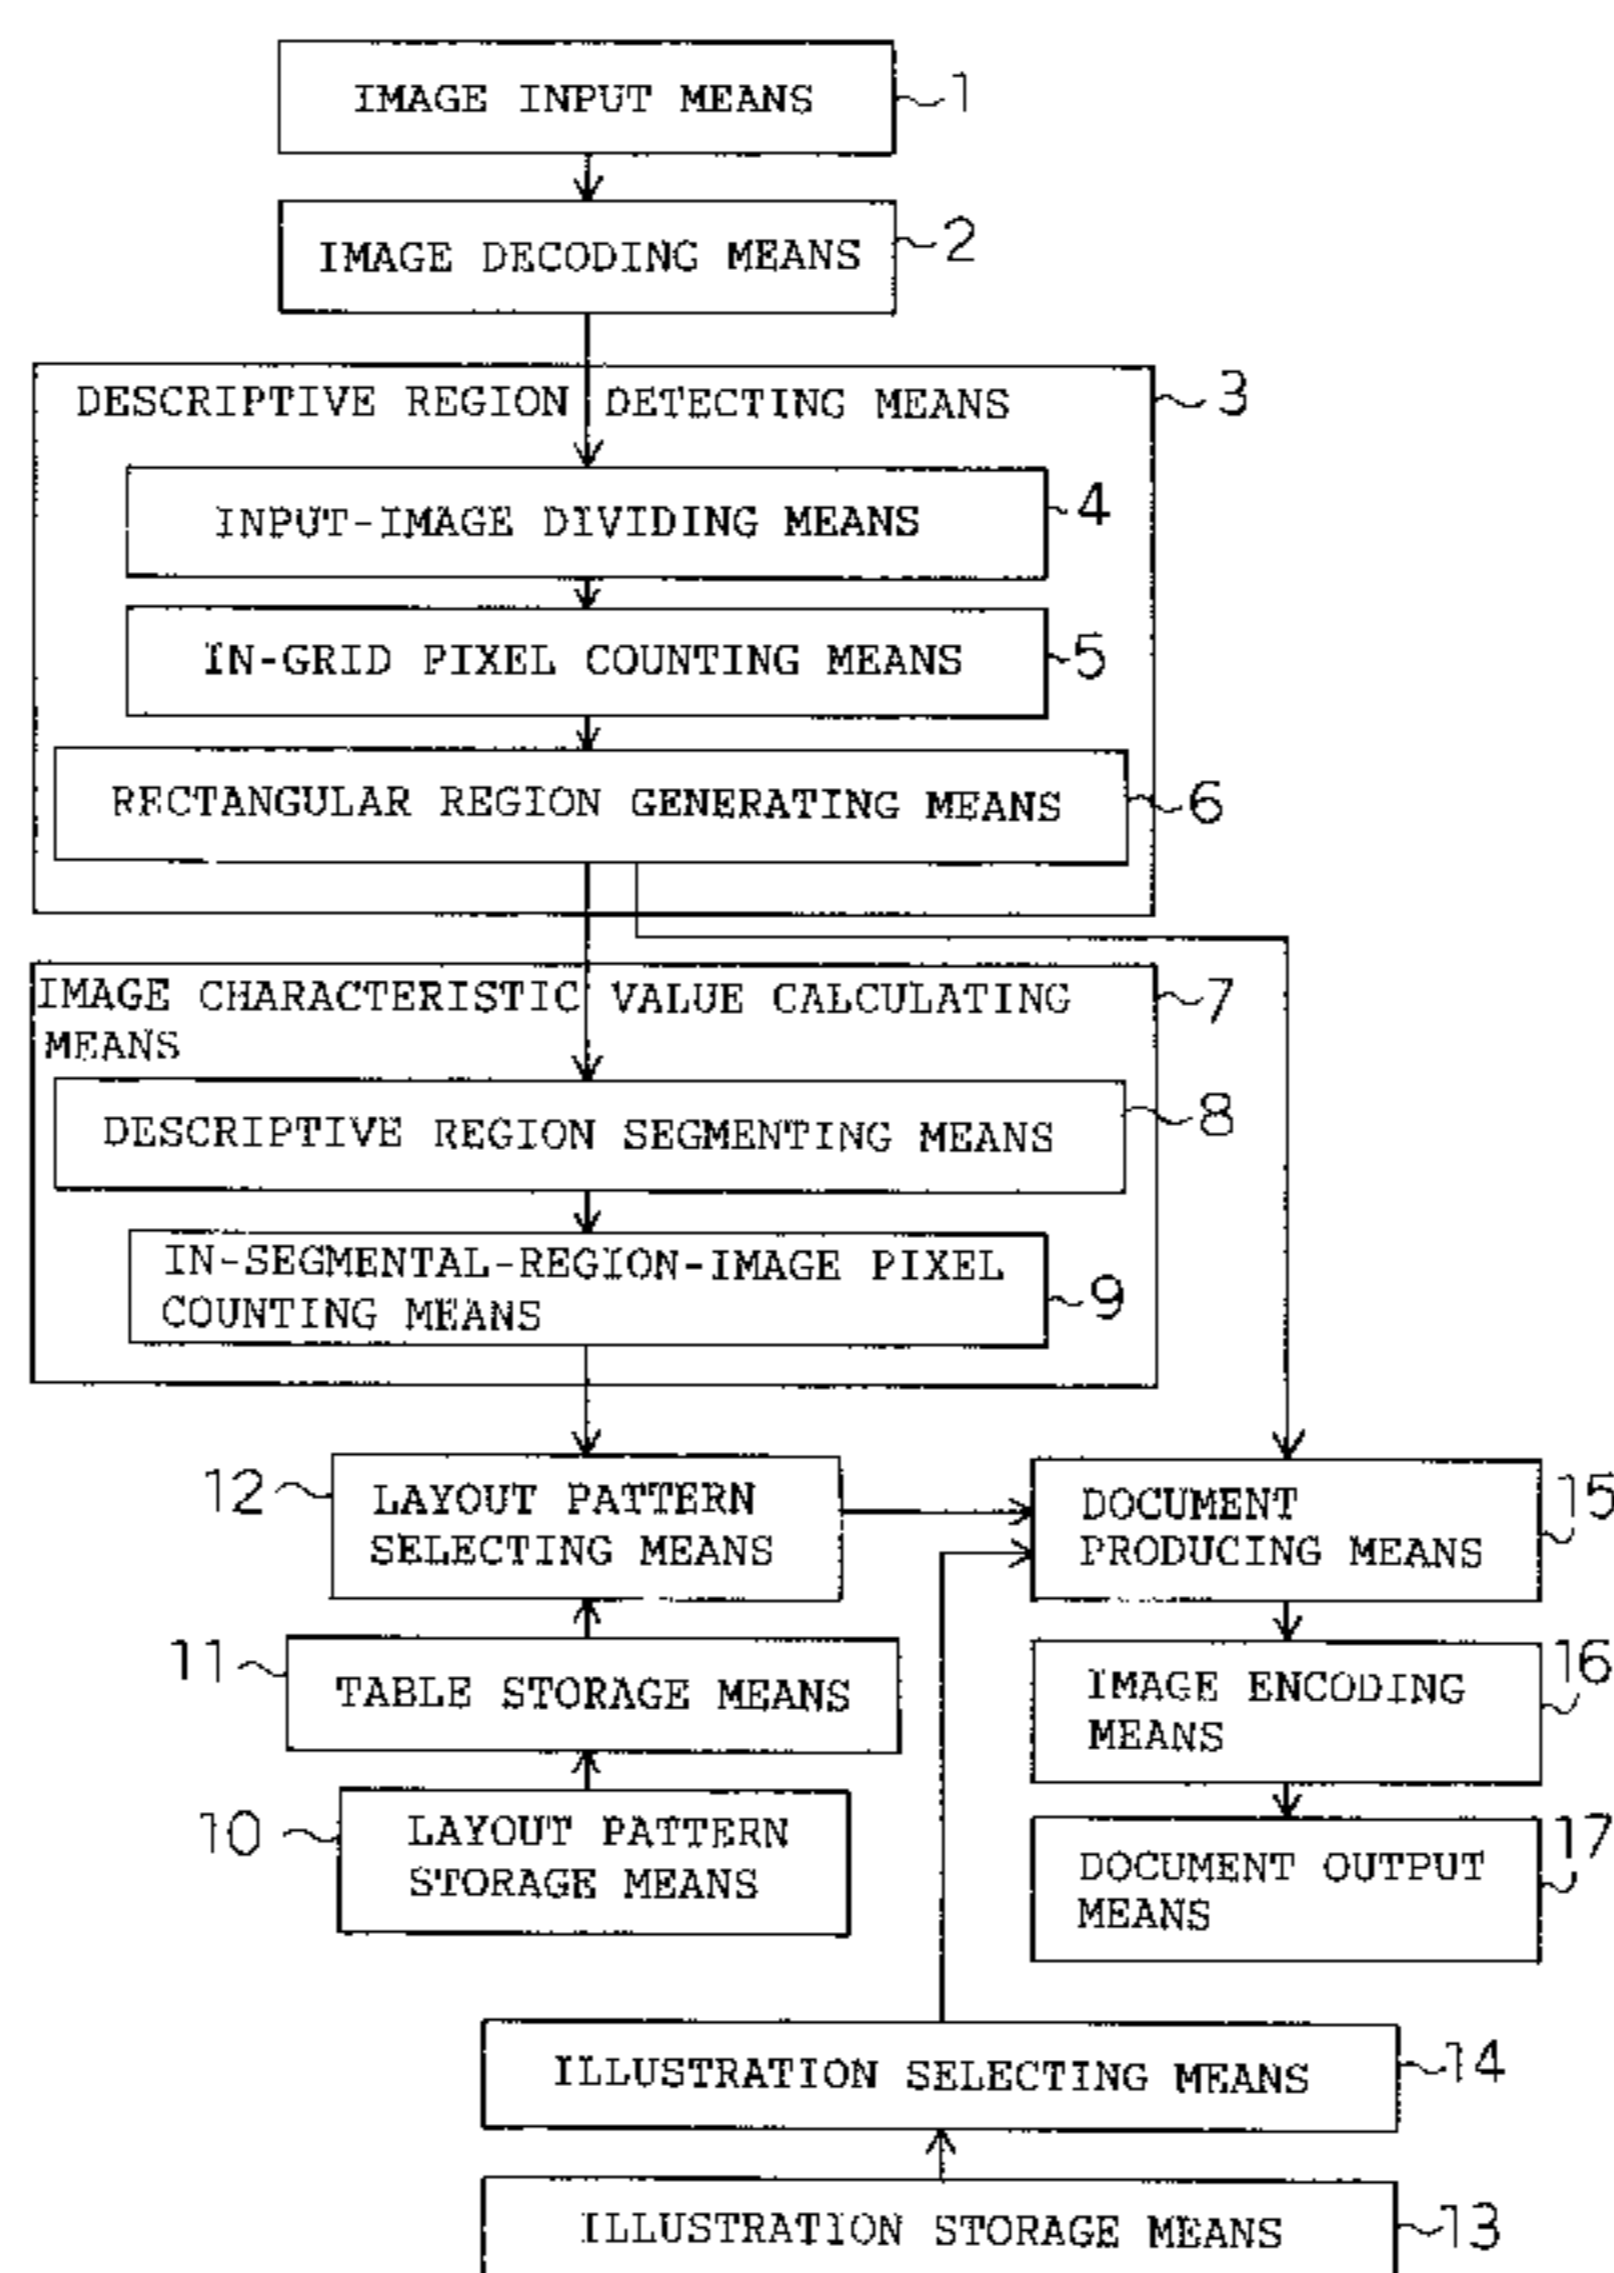 IMAGE INPUT MEANS
1
IMAGE DECODING MEANS
2
DESCRIPTIVE REGION DETECTING MEANS
3
INPUT-IMAGE DIVIDING MEANS
4
IN-GRID PIXEL COUNTING MEANS
5
RECTANGULAR REGION GENERATING MEANS
6
IMAGE CHARACTERISTIC VALUE CALCULATING
MEANS
7
DESCRIPTIVE REGION SEGMENTING MEANS
8
IN-SEGMENTAL-REGION-IMAGE PIXEL
COUNTING MEANS
9
12
LAYOUT PATTERN
SELECTING MEANS
DOCUMENT
PRODUCING MEANS
15
11
TABLE STORAGE MEANS
IMAGE ENCODING
MEANS
16
10
LAYOUT PATTERN
STORAGE MEANS
DOCUMENT OUTPUT
MEANS
17
ILLUSTRATION SELECTING MEANS
14
ILLUSTRATION STORAGE MEANS
13